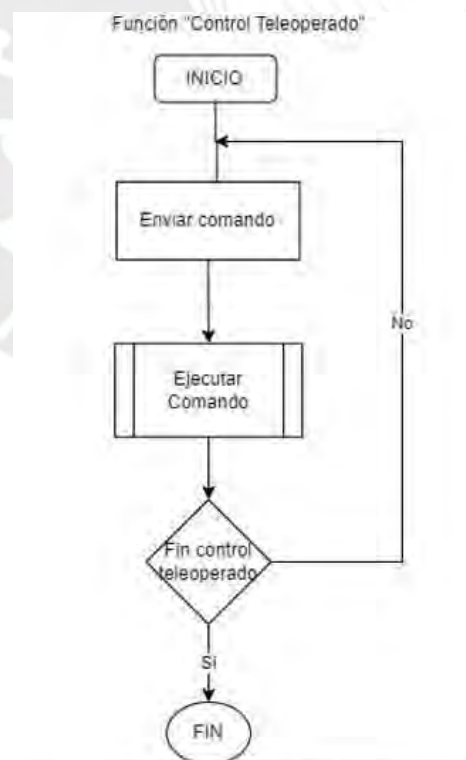 Función "Control Teleoperado"
INICIO
Enviar comando
No
Ejecutar
Comando
Fin control
teleoperado
Si
FIN